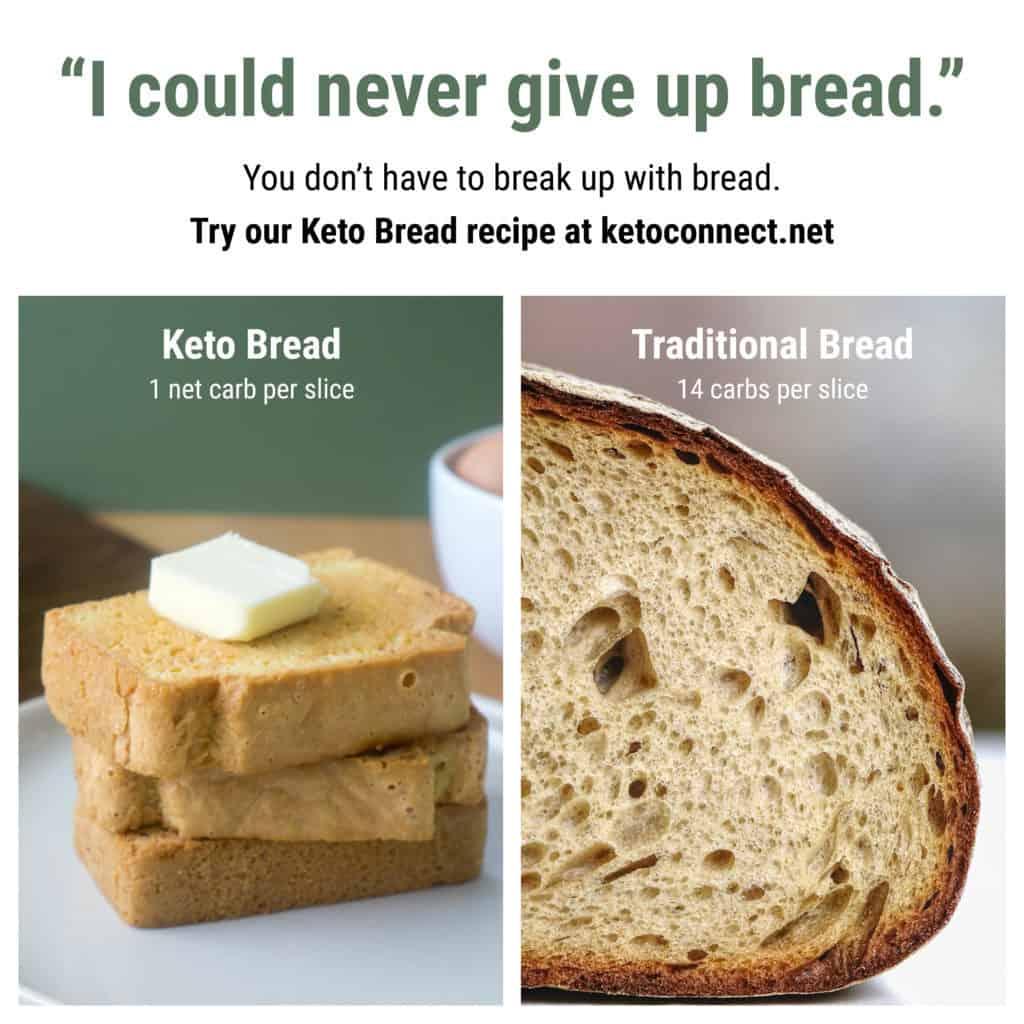 “I could never give up bread.”
You don’t have to break up with bread.
Try our Keto Bread recipe at ketoconnect.net
Keto Bread
1 net carb per slice
Traditional Bread
14 carbs per slice